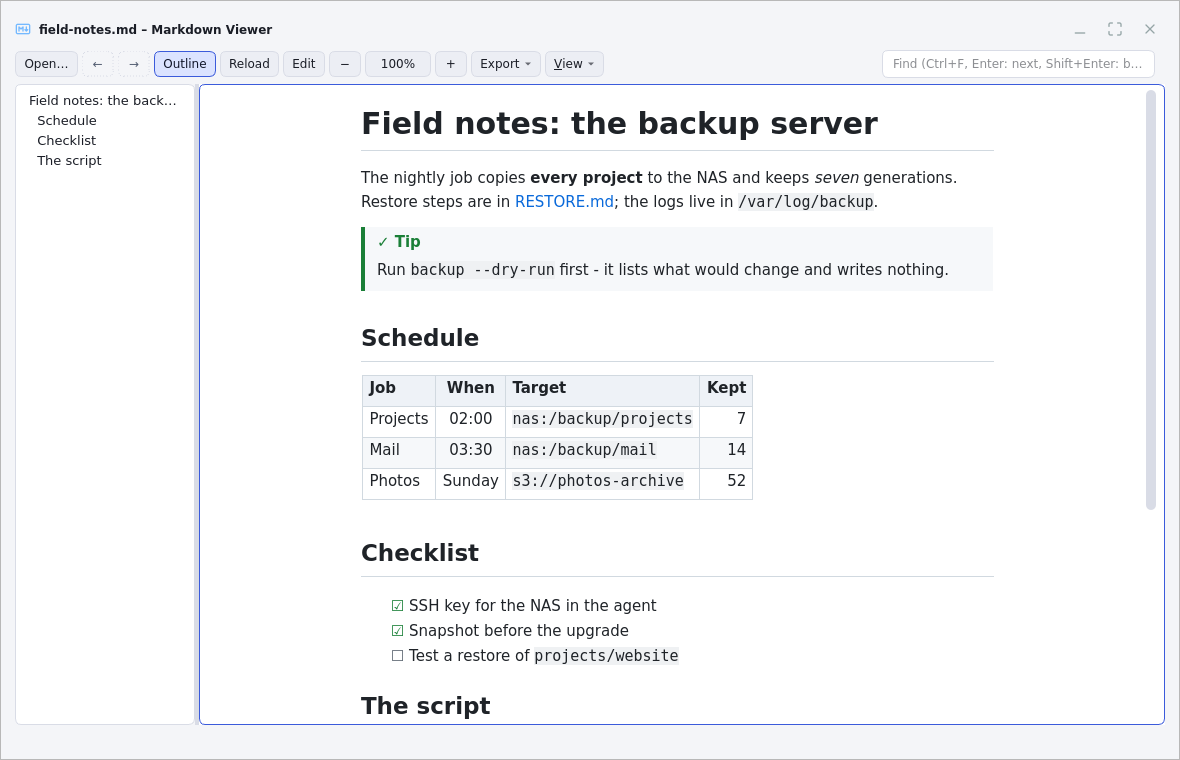 field-notes.md – Markdown Viewer
Open... ← → Outline Reload Edit − 100% + Export View Find (Ctrl+F, Enter: next, Shift+Enter: b...
Field notes: the back...
Schedule
Checklist
The script
Field notes: the backup server
The nightly job copies every project to the NAS and keeps seven generations.
Restore steps are in RESTORE.md; the logs live in /var/log/backup.
✓ Tip
Run backup --dry-run first - it lists what would change and writes nothing.
Schedule
Job When Target Kept
Projects 02:00 nas:/backup/projects 7
Mail 03:30 nas:/backup/mail 14
Photos Sunday s3://photos-archive 52
Checklist
☑ SSH key for the NAS in the agent
☑ Snapshot before the upgrade
☐ Test a restore of projects/website
The script